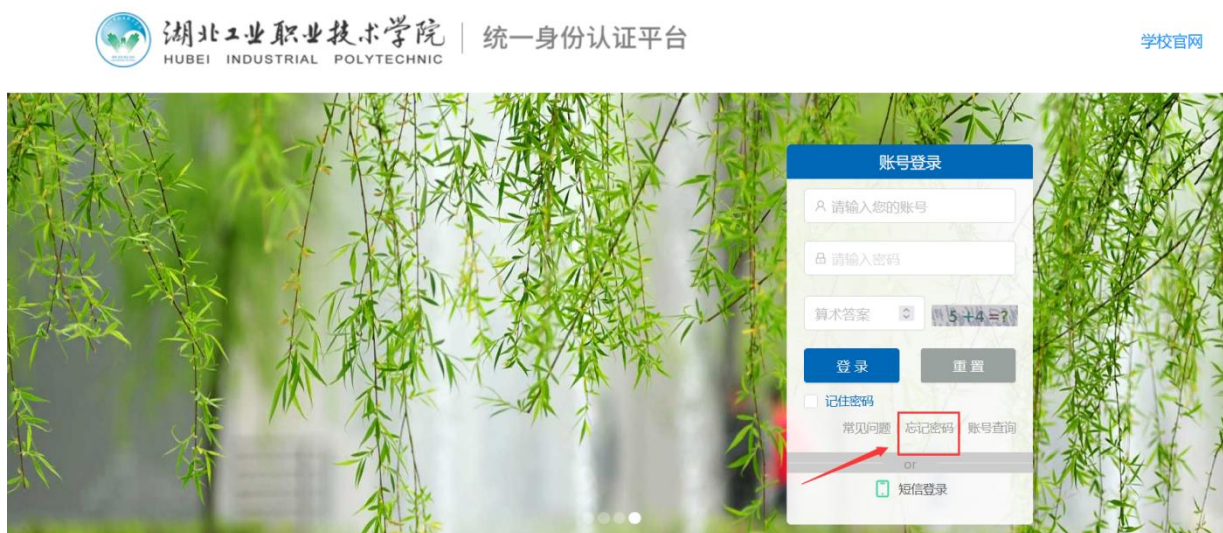 湖北工业职业技术学院
HUBEI INDUSTRIAL POLYTECHNIC
统一身份认证平台
学校官网
账号登录
请输入您的账号
请输入密码
算术答案 5+4=?
登 录 重 置
记住密码
常见问题 忘记密码 账号查询
or
短信登录